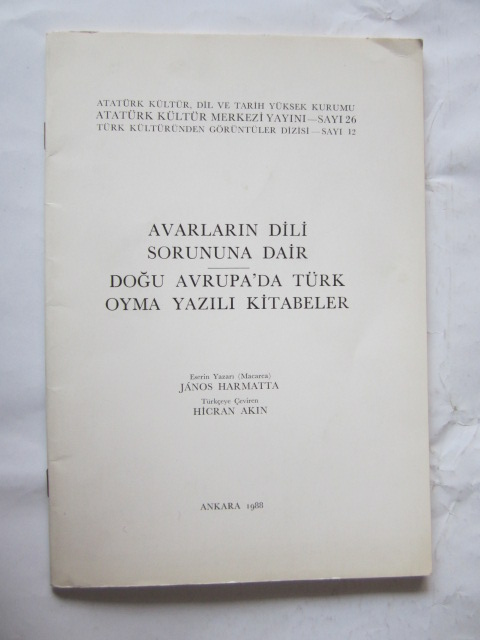 ATATÜRK KÜLTÜR, DİL VE TARİH YÜKSEK KURUMU
ATATÜRK KÜLTÜR MERKEZİ YAYINI—SAYI 26
TÜRK KÜLTÜRÜNDEN GÖRÜNTÜLER DİZİSİ—SAYI 12
AVARLARIN DİLİ
SORUNUNA DAİR
DOĞU AVRUPA'DA TÜRK
OYMA YAZILI KİTABELER
Eserin Yazarı (Macarca)
JÁNOS HARMATTA
Türkçeye Çeviren
HİCRAN AKIN
ANKARA 1988